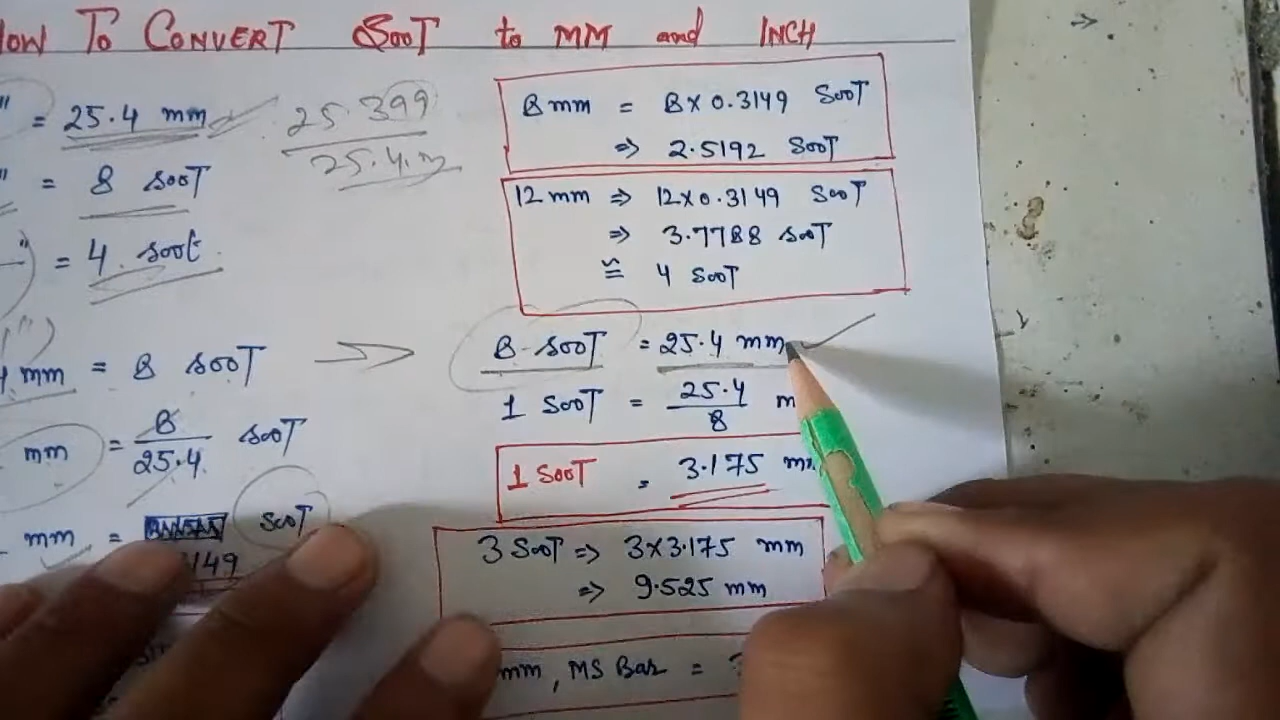 HOW TO CONVERT SOOT to MM and INCH
" = 25.4 mm
25.399
25.4
" = 8 SOOT
" = 4 soot
4 mm = 8 SOOT
mm = 8/25.4 SOOT
mm = SOOT
149
8mm = 8×0.3149 SOOT
⇒ 2.5192 SOOT
12mm ⇒ 12×0.3149 SOOT
⇒ 3.7788 SOOT
≅ 4 SOOT
8 SOOT = 25.4 mm
1 SOOT = 25.4/8 m
1 SOOT = 3.175 mm
3 SOOT ⇒ 3×3.175 mm
⇒ 9.525 mm
mm, MS Bar = ?